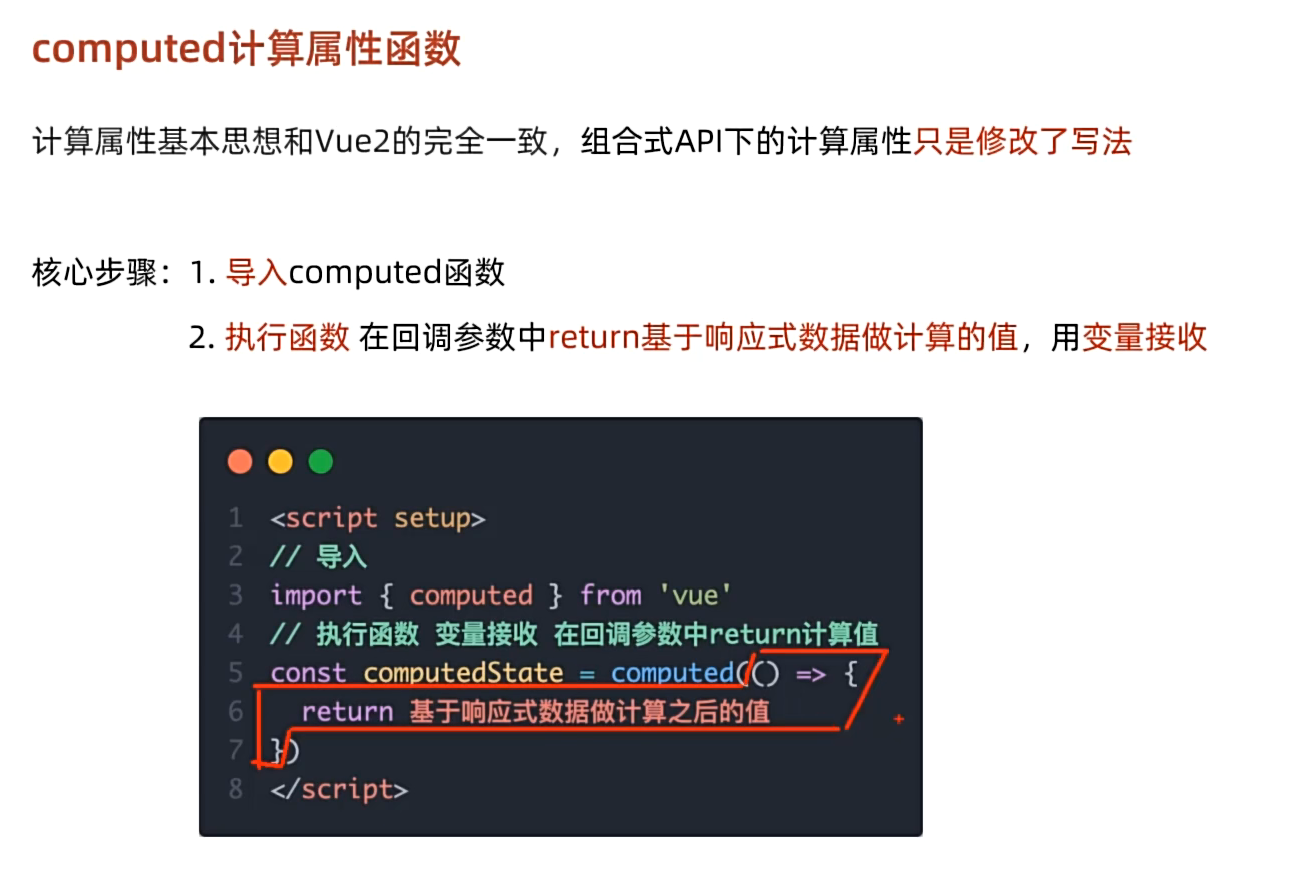 computed计算属性函数
计算属性基本思想和Vue2的完全一致，组合式API下的计算属性只是修改了写法
核心步骤：1. 导入computed函数
2. 执行函数 在回调参数中return基于响应式数据做计算的值，用变量接收
1 <script setup>
2 // 导入
3 import { computed } from 'vue'
4 // 执行函数 变量接收 在回调参数中return计算值
5 const computedState = computed(() => {
6 return 基于响应式数据做计算之后的值
7 })
8 </script>